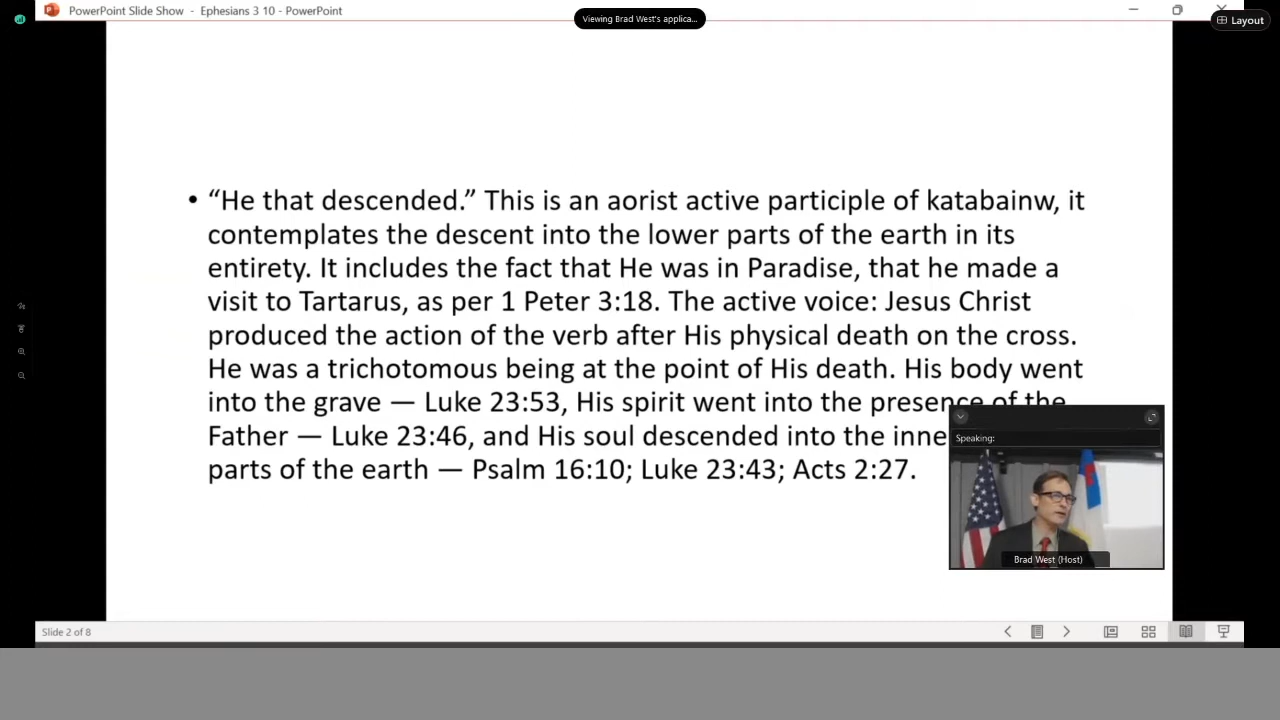 PowerPoint Slide Show - Ephesians 3 10 - PowerPoint
Viewing Brad West's applica...
Layout
• “He that descended.” This is an aorist active participle of katabainw, it
contemplates the descent into the lower parts of the earth in its
entirety. It includes the fact that He was in Paradise, that he made a
visit to Tartarus, as per 1 Peter 3:18. The active voice: Jesus Christ
produced the action of the verb after His physical death on the cross.
He was a trichotomous being at the point of His death. His body went
into the grave — Luke 23:53, His spirit went into the presence of the
Father — Luke 23:46, and His soul descended into the inne
parts of the earth — Psalm 16:10; Luke 23:43; Acts 2:27.
Speaking:
Brad West (Host)
Slide 2 of 8